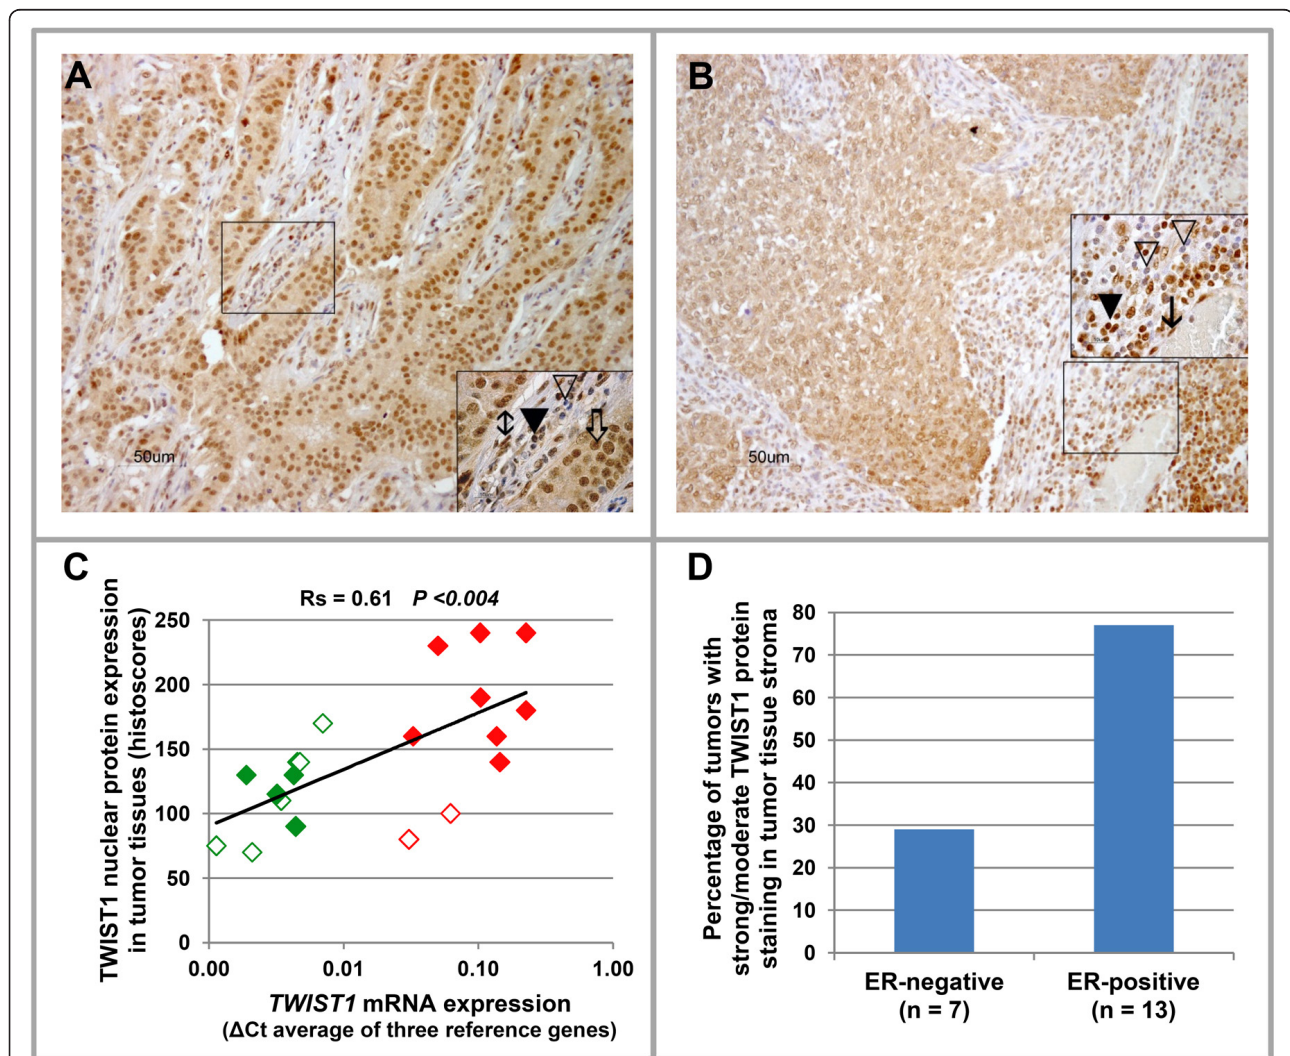 A
50um
B
50um
C
Rs = 0.61 P <0.004
TWIST1 nuclear protein expression
in tumor tissues (histoscores)
250
200
150
100
50
0
0.00 0.01 0.10 1.00
TWIST1 mRNA expression
(ΔCt average of three reference genes)
D
Percentage of tumors with
strong/moderate TWIST1 protein
staining in tumor tissue stroma
80
70
60
50
40
30
20
10
0
ER-negative ER-positive
(n = 7) (n = 13)